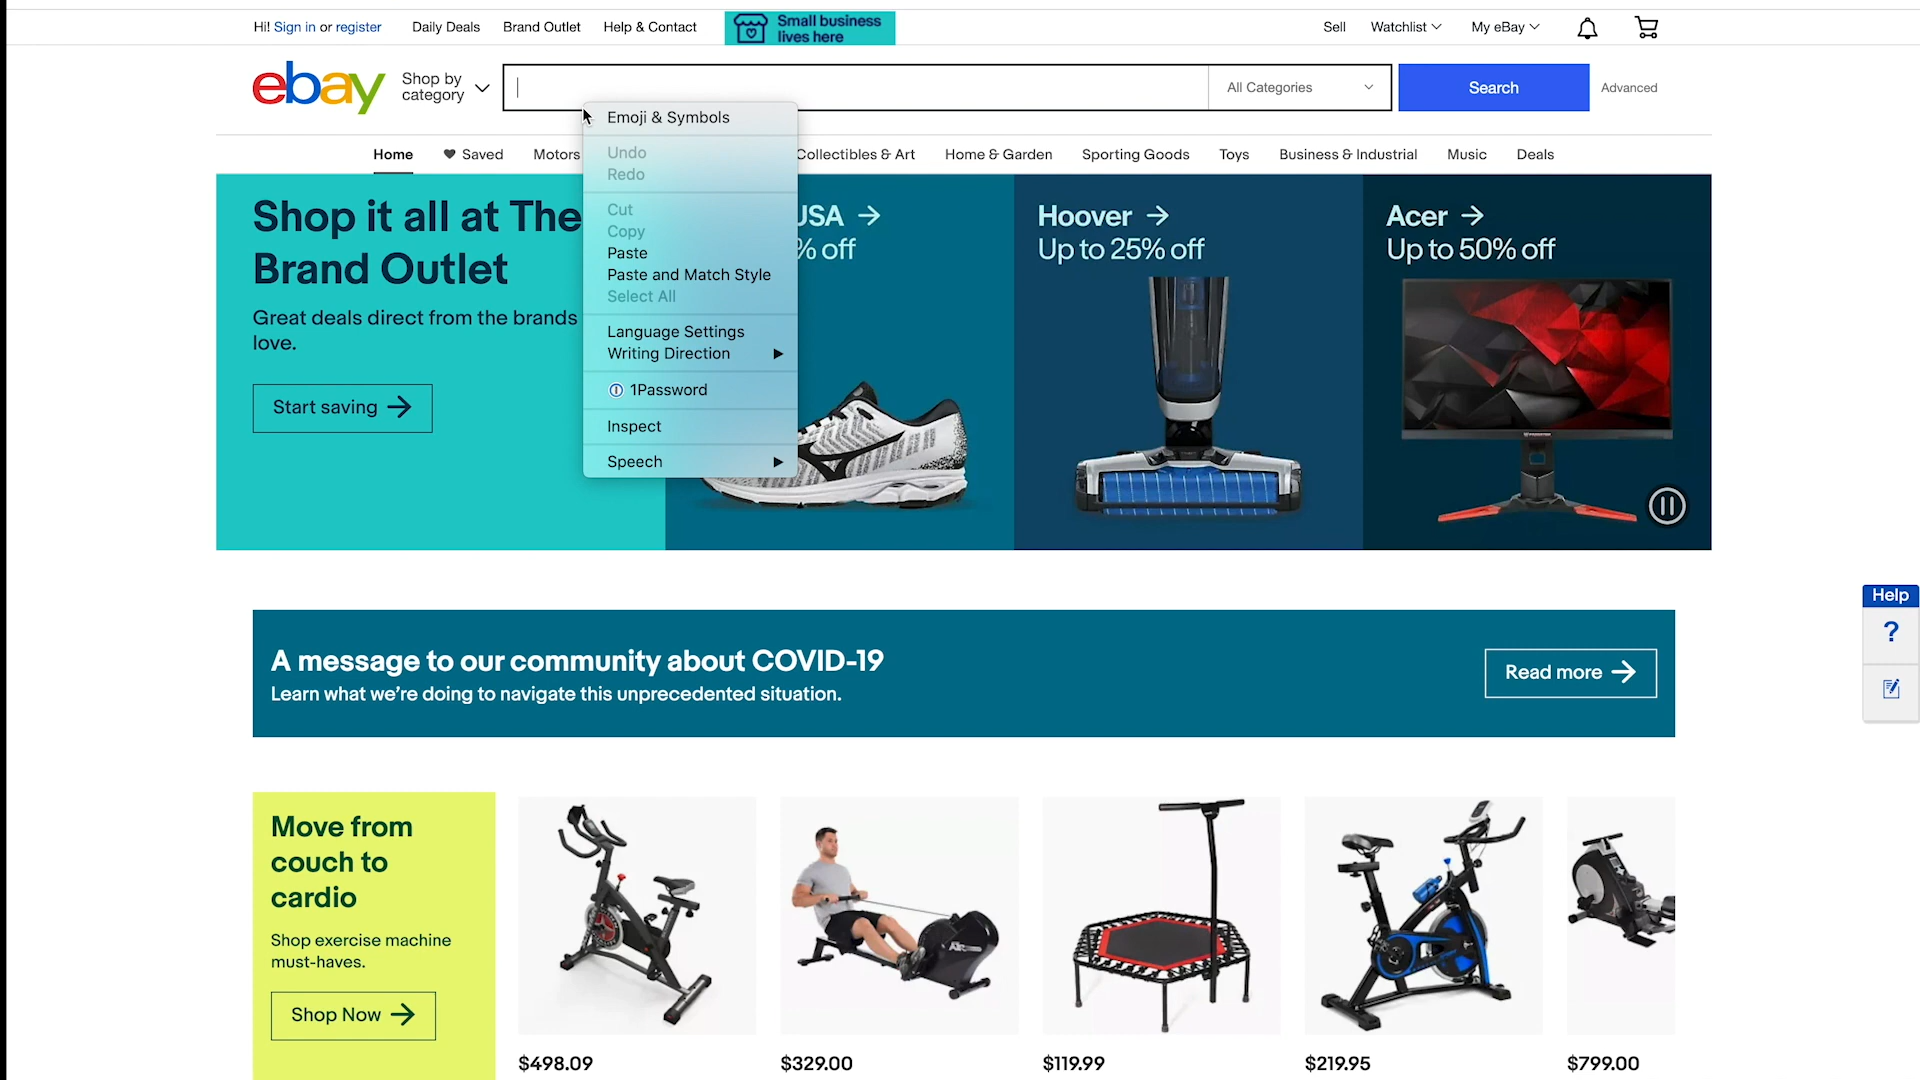 Hi! Sign in or register
Daily Deals
Brand Outlet
Help & Contact
Small business
lives here
Sell
Watchlist
My eBay
ebay
Shop by
category
All Categories
Search
Advanced
Emoji & Symbols
Undo
Redo
Cut
Copy
Paste
Paste and Match Style
Select All
Language Settings
Writing Direction
1Password
Inspect
Speech
Home
Saved
Motors
Collectibles & Art
Home & Garden
Sporting Goods
Toys
Business & Industrial
Music
Deals
Shop it all at The
Brand Outlet
Great deals direct from the brands
love.
Start saving
USA
% off
Hoover
Up to 25% off
Acer
Up to 50% off
Help
?
A message to our community about COVID-19
Learn what we’re doing to navigate this unprecedented situation.
Read more
Move from
couch to
cardio
Shop exercise machine
must-haves.
Shop Now
$498.09
$329.00
$119.99
$219.95
$799.00